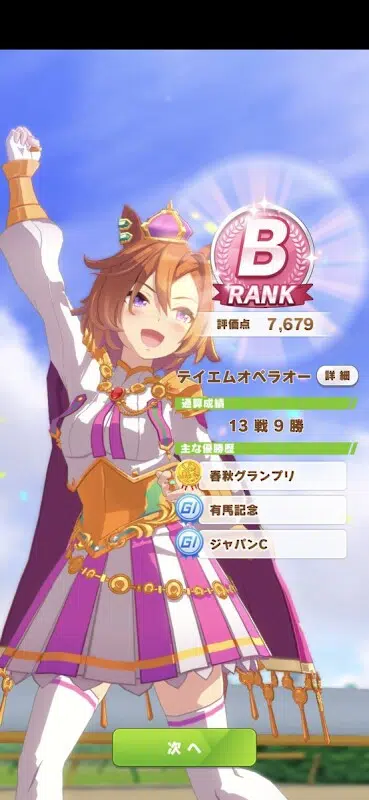 B
RANK
評価点 7,679
テイエムオペラオー 詳細
通算成績
13戦9勝
主な優勝歴
春秋グランプリ
GI 有馬記念
GI ジャパンC
次へ